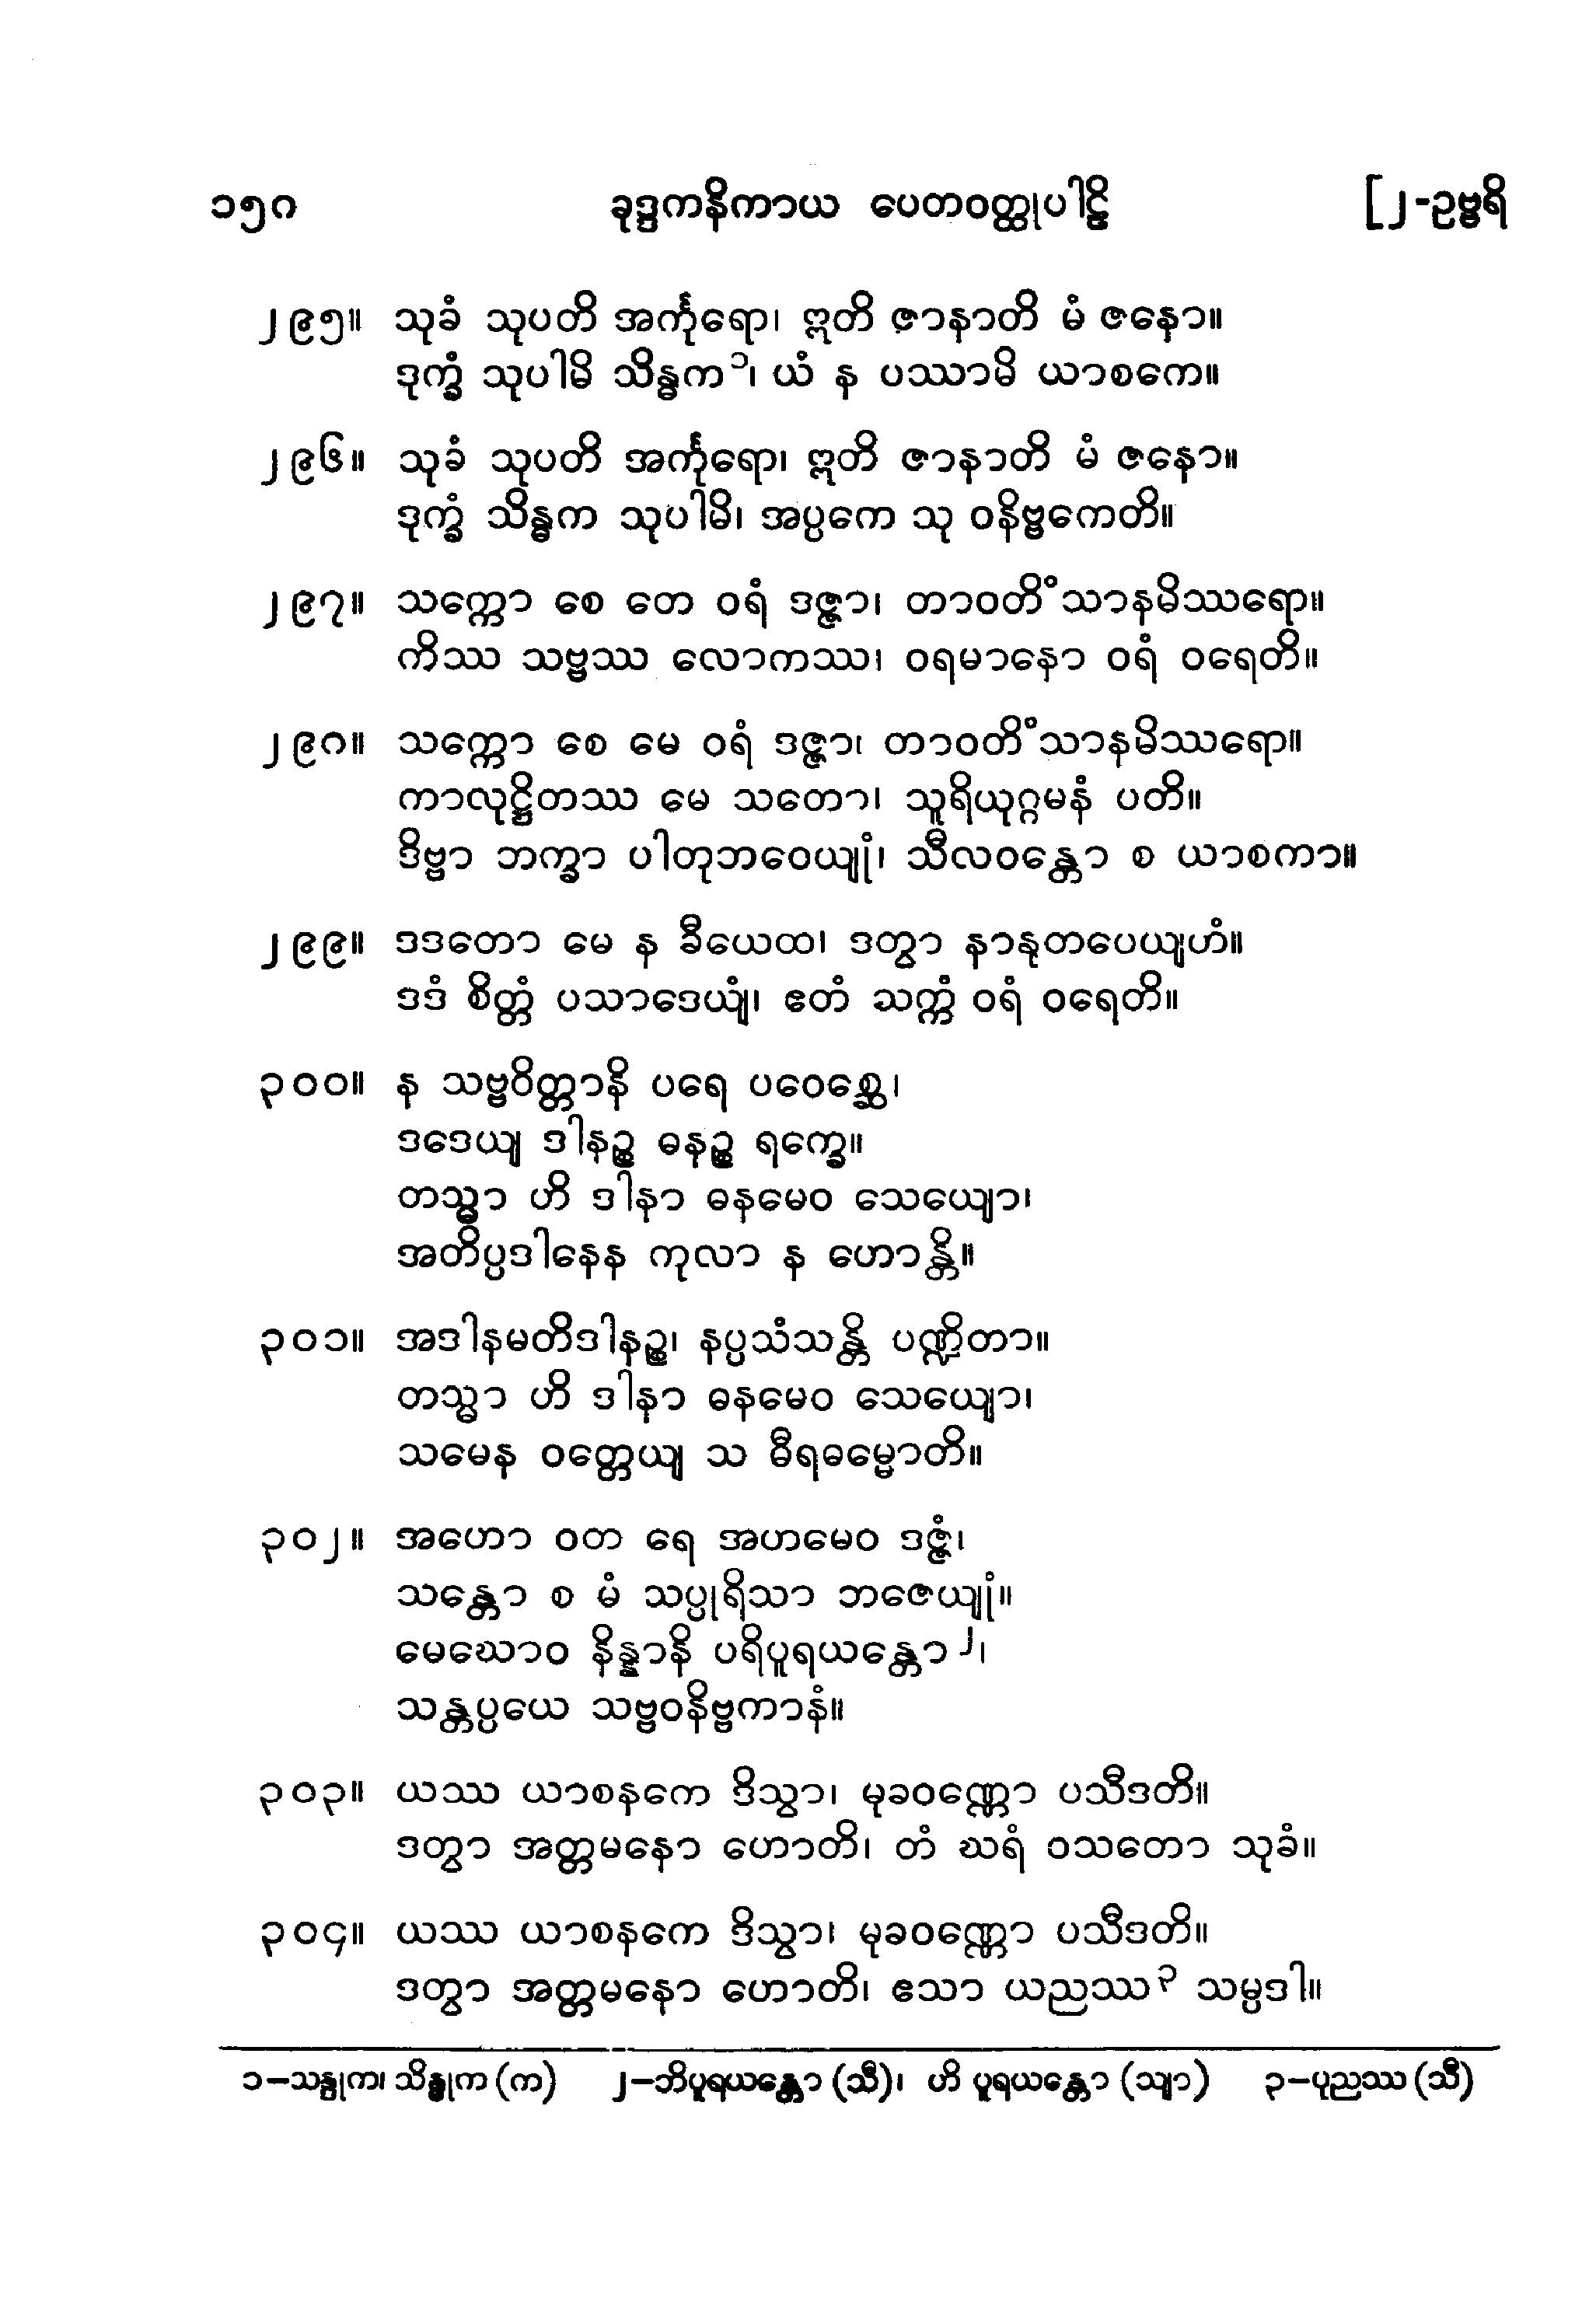 ၁၅၈ ခုဒ္ဒကနိကာယ ပေတဝတ္ထုပါဠိ [၂-ဥဗ္ဗရိ
၂၉၅။ သုခံ သုပတိ အင်္ကုရော၊ ဣတိ ဇာနာတိ မံ ဇနော။
ဒုက္ခံ သုပါမိ သိန္ဓက၁၊ ယံ န ပဿာမိ ယာစကေ။
၂၉၆။ သုခံ သုပတိ အင်္ကုရော၊ ဣတိ ဇာနာတိ မံ ဇနော။
ဒုက္ခံ သိန္ဓက သုပါမိ၊ အပ္ပကေ သု ဝနိဗ္ဗကေတိ။
၂၉၇။ သက္ကော စေ တေ ဝရံ ဒဇ္ဇာ၊ တာဝတိံသာနမိဿရော။
ကိဿ သဗ္ဗဿ လောကဿ၊ ဝရမာနော ဝရံ ဝရေတိ။
၂၉၈။ သက္ကော စေ မေ ဝရံ ဒဇ္ဇာ၊ တာဝတိံသာနမိဿရော။
ကာလုဋ္ဌိတဿ မေ သတော၊ သူရိယုဂ္ဂမနံ ပတိ။
ဒိဗ္ဗာ ဘက္ခာ ပါတုဘဝေယျုံ၊ သီလဝန္တော စ ယာစကာ။
၂၉၉။ ဒဒတော မေ န ခီယေထ၊ ဒတွာ နာနုတပေယျဟံ။
ဒဒံ စိတ္တံ ပသာဒေယျံ၊ ဧတံ သက္ကံ ဝရံ ဝရေတိ။
၃၀၀။ န သဗ္ဗဝိတ္တာနိ ပရေ ပဝေစ္ဆေ၊
ဒဒေယျ ဒါနဉ္စ ဓနဉ္စ ရက္ခေ။
တသ္မာ ဟိ ဒါနာ ဓနမေဝ သေယျော၊
အတိပ္ပဒါနေန ကုလာ န ဟောန္တိ။
၃၀၁။ အဒါနမတိဒါနဉ္စ၊ နပ္ပသံသန္တိ ပဏ္ဍိတာ။
တသ္မာ ဟိ ဒါနာ ဓနမေဝ သေယျော၊
သမေန ဝတ္တေယျ သ ဓီရဓမ္မောတိ။
၃၀၂။ အဟော ဝတ ရေ အဟမေဝ ဒဇ္ဇံ၊
သန္တော စ မံ သပ္ပုရိသာ ဘဇေယျုံ။
မေဃောဝ နိန္နာနိ ပရိပူရယန္တော၂၊
သန္တပ္ပယေ သဗ္ဗဝနိဗ္ဗကာနံ။
၃၀၃။ ယဿ ယာစနကေ ဒိသွာ၊ မုခဝဏ္ဏော ပသီဒတိ။
ဒတွာ အတ္တမနော ဟောတိ၊ တံ ဃရံ ဝသတော သုခံ။
၃၀၄။ ယဿ ယာစနကေ ဒိသွာ၊ မုခဝဏ္ဏော ပသီဒတိ။
ဒတွာ အတ္တမနော ဟောတိ၊ ဧသာ ယညဿ၃ သမ္ပဒါ။
၁–သန္ဓုက၊ သိန္ဓုက (က) ၂–ဘိပူရယန္တော (သီ)၊ ဟိ ပူရယန္တော (သျာ) ၃–ပုညဿ (သီ)